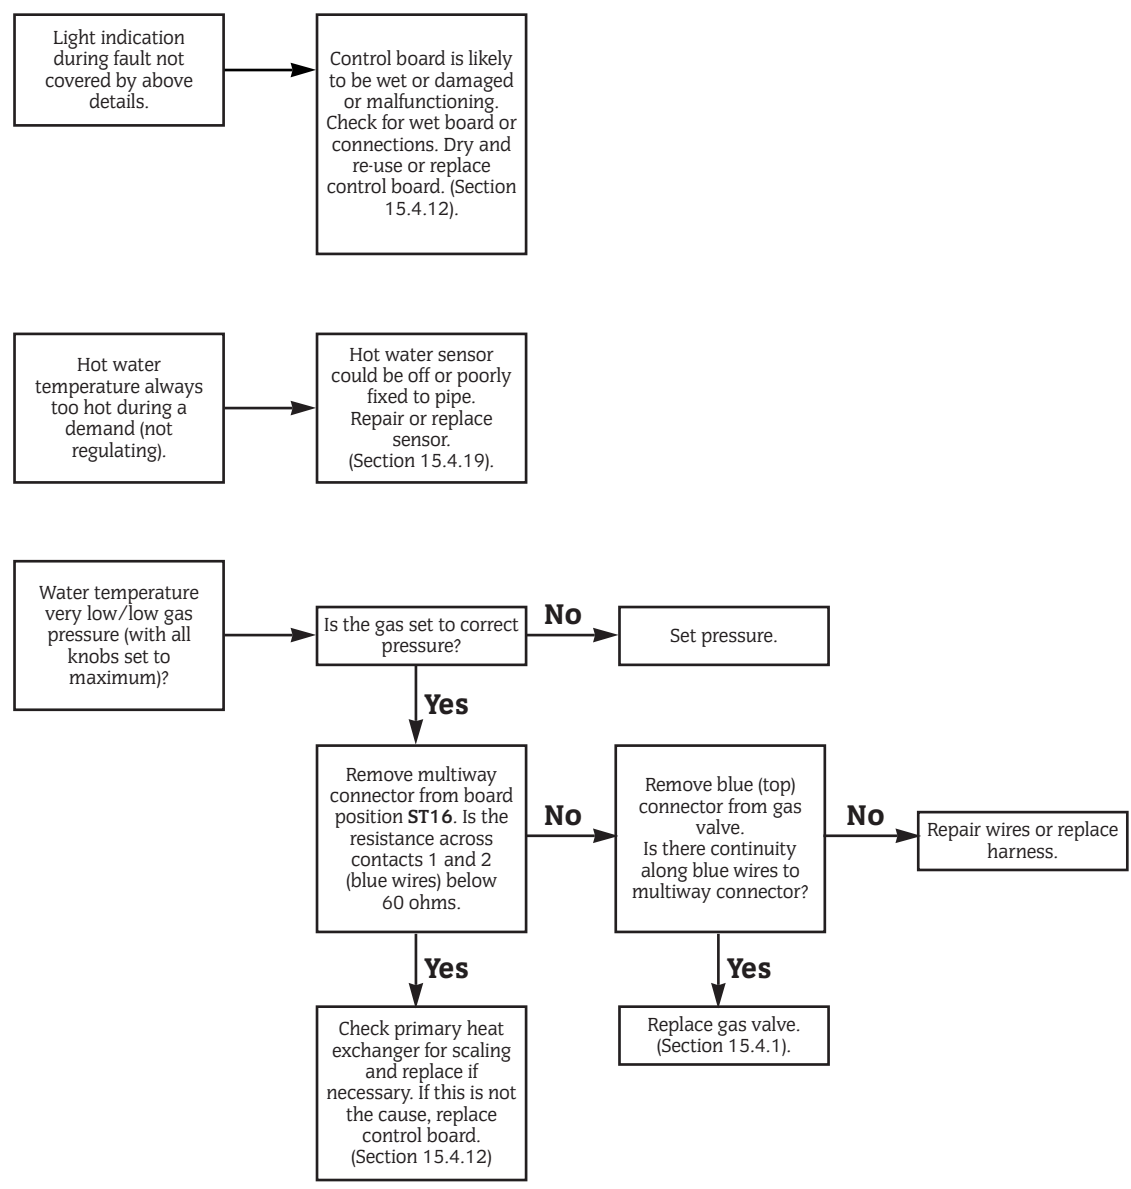 Light indication
during fault not
covered by above
details.
Control board is likely
to be wet or damaged
or malfunctioning.
Check for wet board or
connections. Dry and
re-use or replace
control board. (Section
15.4.12).
Hot water
temperature always
too hot during a
demand (not
regulating).
Hot water sensor
could be off or poorly
fixed to pipe.
Repair or replace
sensor.
(Section 15.4.19).
Water temperature
very low/low gas
pressure (with all
knobs set to
maximum)?
Is the gas set to correct
pressure?
No
Set pressure.
Yes
Remove multiway
connector from board
position ST16. Is the
resistance across
contacts 1 and 2
(blue wires) below
60 ohms.
No
Remove blue (top)
connector from gas
valve.
Is there continuity
along blue wires to
multiway connector?
No
Repair wires or replace
harness.
Yes
Yes
Check primary heat
exchanger for scaling
and replace if
necessary. If this is not
the cause, replace
control board.
(Section 15.4.12)
Replace gas valve.
(Section 15.4.1).